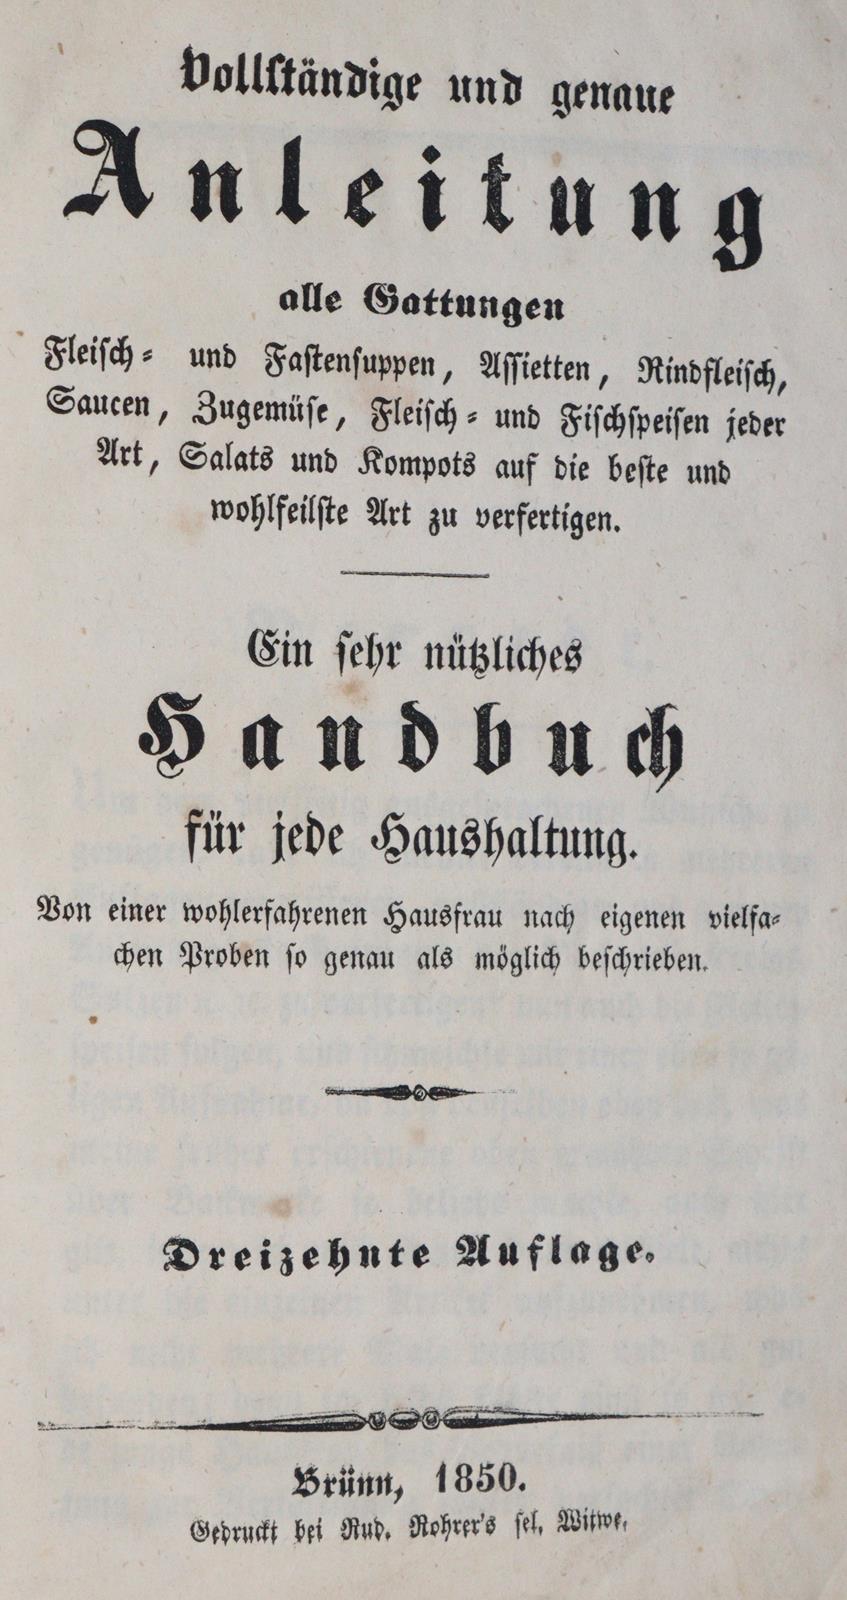 Vollständige und genaue
Anleitung
alle Gattungen
Fleisch- und Fastensuppen, Assietten, Rindfleisch,
Saucen, Zugemüse, Fleisch- und Fischspeisen jeder
Art, Salats und Kompots auf die beste und
wohlfeilste Art zu verfertigen.
Ein sehr nützliches
Handbuch
für jede Haushaltung.
Von einer wohlerfahrenen Hausfrau nach eigenen vielfa-
chen Proben so genau als möglich beschrieben.
Dreizehnte Auflage.
Brünn, 1850.
Gedruckt bei Rud. Rohrer's sel. Witwe.